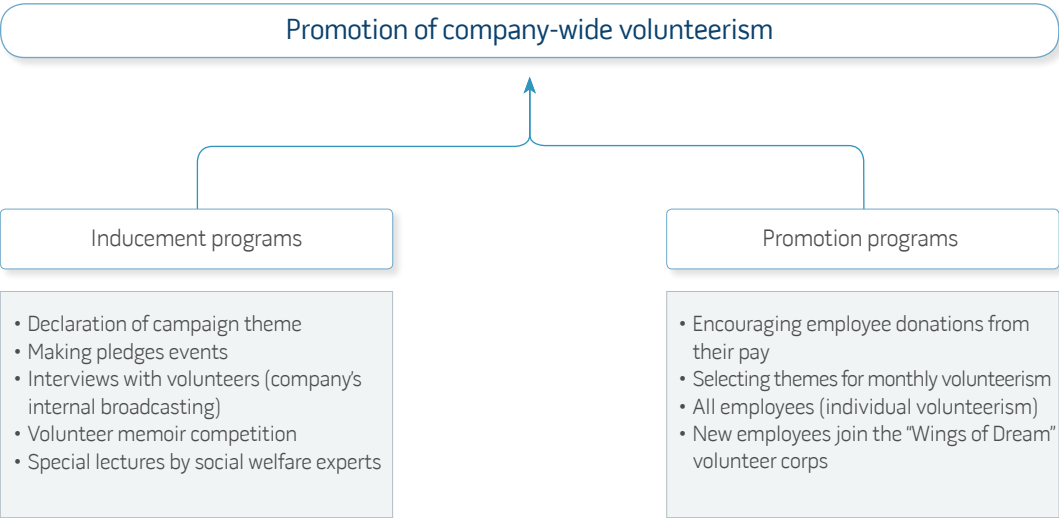 Promotion of company-wide volunteerism
Inducement programs
• Declaration of campaign theme
• Making pledges events
• Interviews with volunteers (company's
internal broadcasting)
• Volunteer memoir competition
• Special lectures by social welfare experts
Promotion programs
• Encouraging employee donations from
their pay
• Selecting themes for monthly volunteerism
• All employees (individual volunteerism)
• New employees join the "Wings of Dream"
volunteer corps